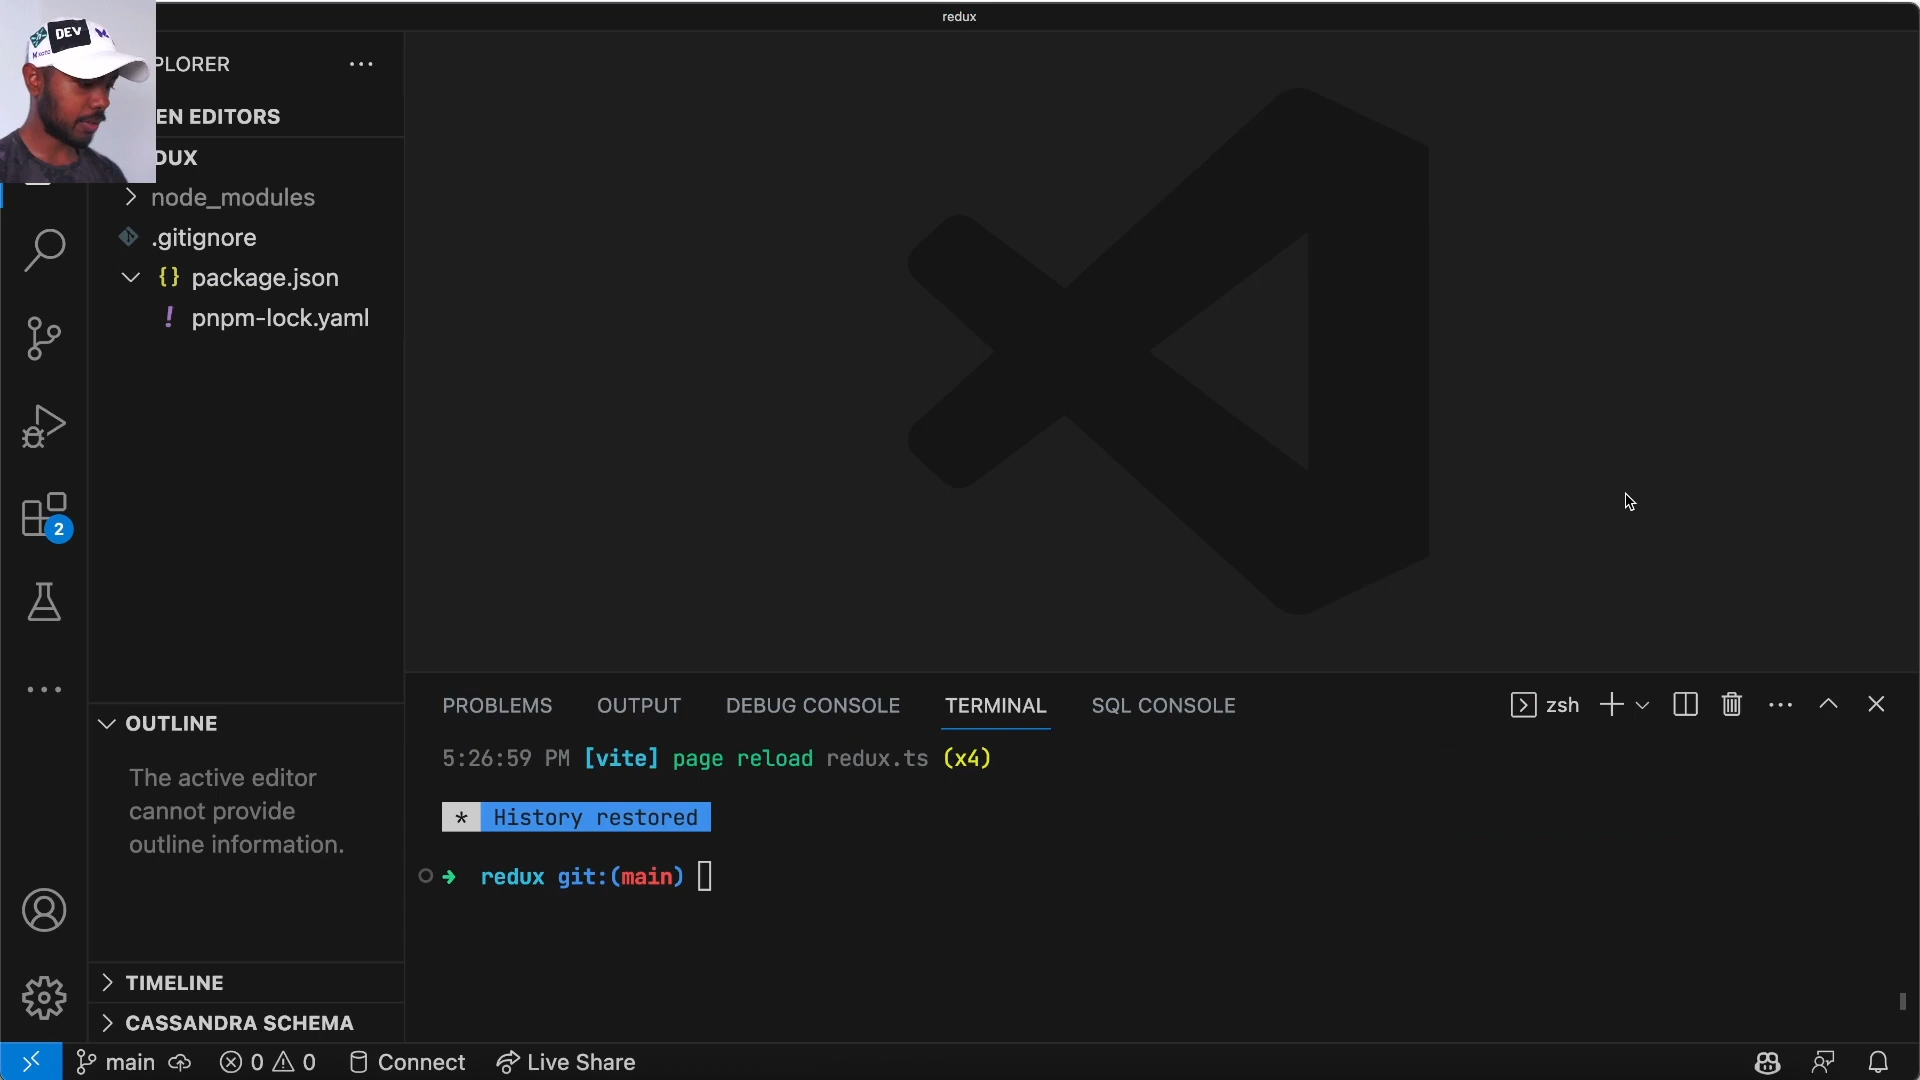 redux
DEV
PLORER
EN EDITORS
DUX
node_modules
.gitignore
{} package.json
! pnpm-lock.yaml
2
OUTLINE
The active editor
cannot provide
outline information.
TIMELINE
CASSANDRA SCHEMA
PROBLEMS OUTPUT DEBUG CONSOLE TERMINAL SQL CONSOLE zsh
5:26:59 PM [vite] page reload redux.ts (x4)
* History restored
➜ redux git:(main)
main 0 0 Connect Live Share